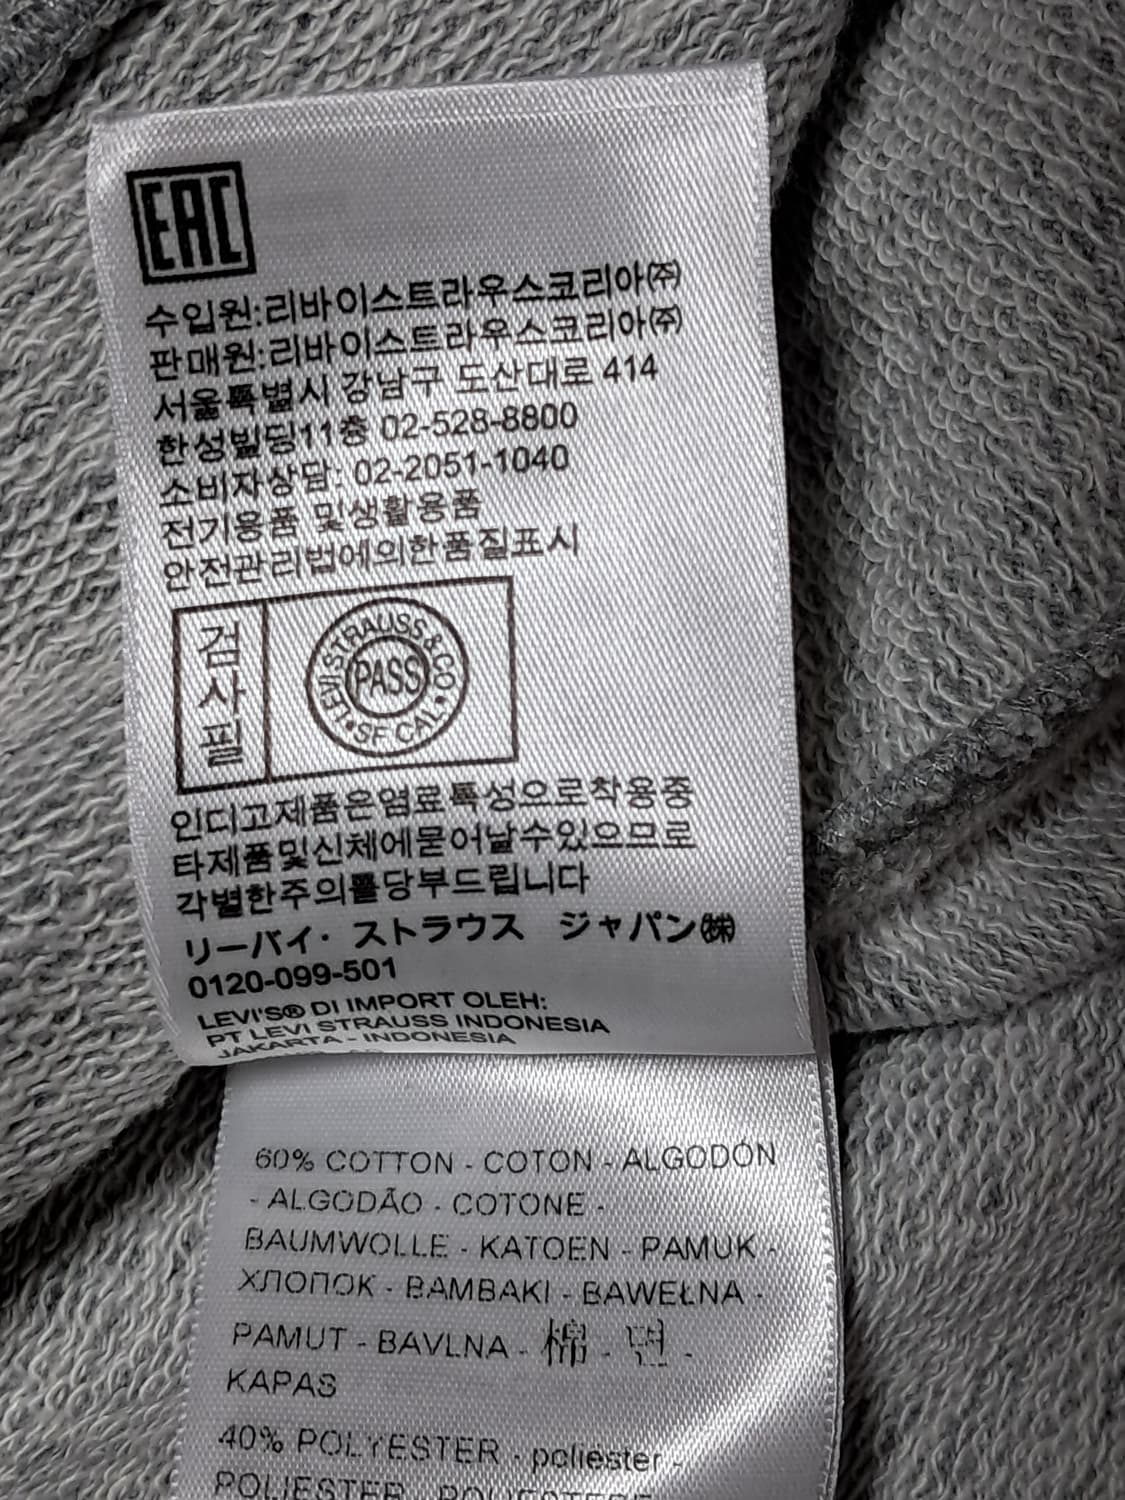 EAC
수입원:리바이스트라우스코리아㈜
판매원:리바이스트라우스코리아㈜
서울특별시 강남구 도산대로 414
한성빌딩11층 02-528-8800
소비자상담: 02-2051-1040
전기용품 및생활용품
안전관리법에의한품질표시
검사필
LEVI STRAUSS & CO
PASS
SF CAL
인디고제품은염료특성으로착용중
타제품및신체에묻어날수있으므로
각별한주의를당부드립니다
リーバイ· ストラウス ジャパン㈱
0120-099-501
LEVI'S® DI IMPORT OLEH:
PT LEVI STRAUSS INDONESIA
JAKARTA - INDONESIA
60% COTTON - COTON - ALGODÓN
- ALGODÃO - COTONE -
BAUMWOLLE - KATOEN - PAMUK -
ХЛОПОК - BAMBAKI - BAWEŁNA -
PAMUT - BAVLNA - 棉 - 면 -
KAPAS
40% POLYESTER - poliester -
POLIESTER - POLIESTERE